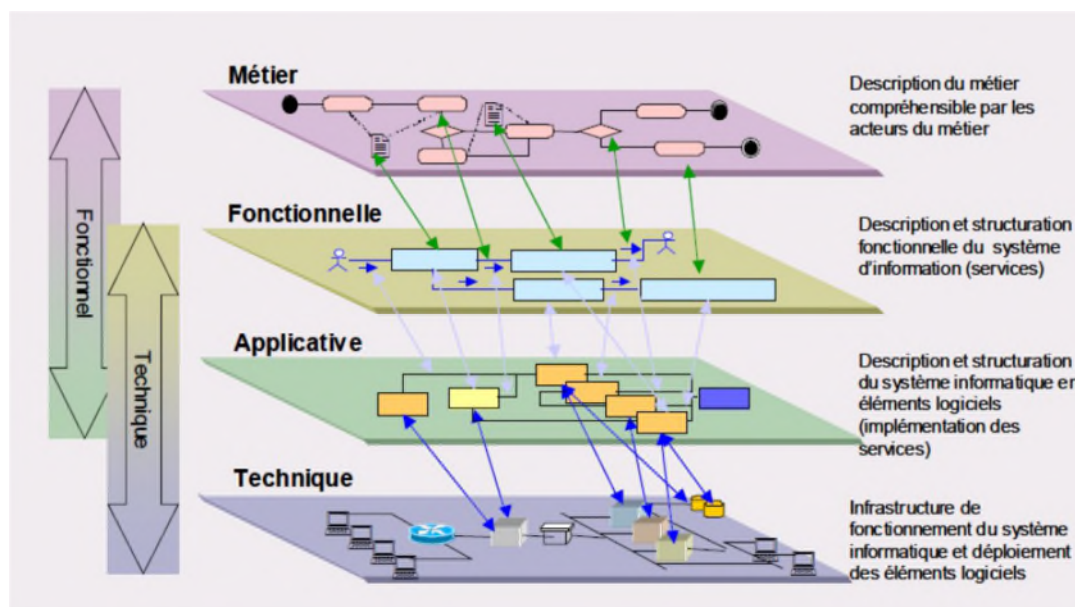 Métier
Description du métier
compréhensible par les
acteurs du métier
Fonctionnel
Technique
Fonctionnelle
Description et structuration
fonctionnelle du système
d'information (services)
Applicative
Description et structuration
du système informatique en
éléments logiciels
(implémentation des
services)
Technique
Infrastructure de
fonctionnement du système
informatique et déploiement
des éléments logiciels